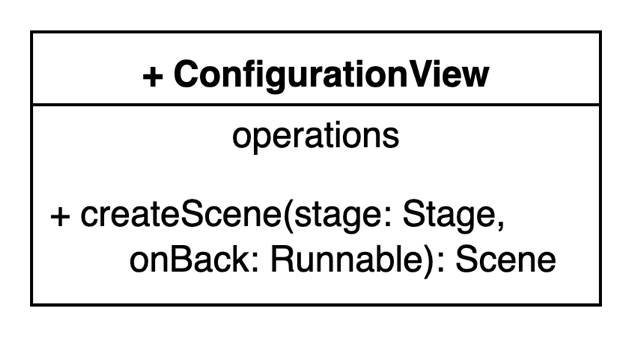 + ConfigurationView
operations
+ createScene(stage: Stage,
onBack: Runnable): Scene